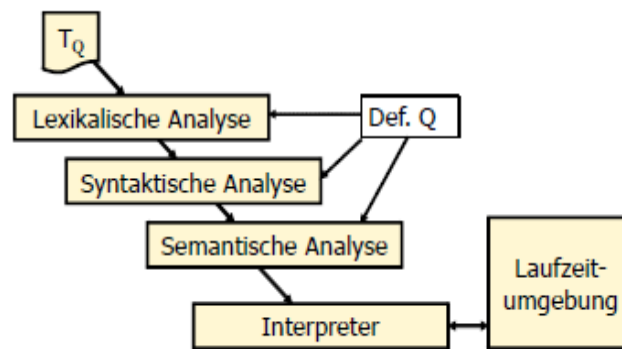 T_Q
Lexikalische Analyse
Def. Q
Syntaktische Analyse
Semantische Analyse
Laufzeit-
umgebung
Interpreter